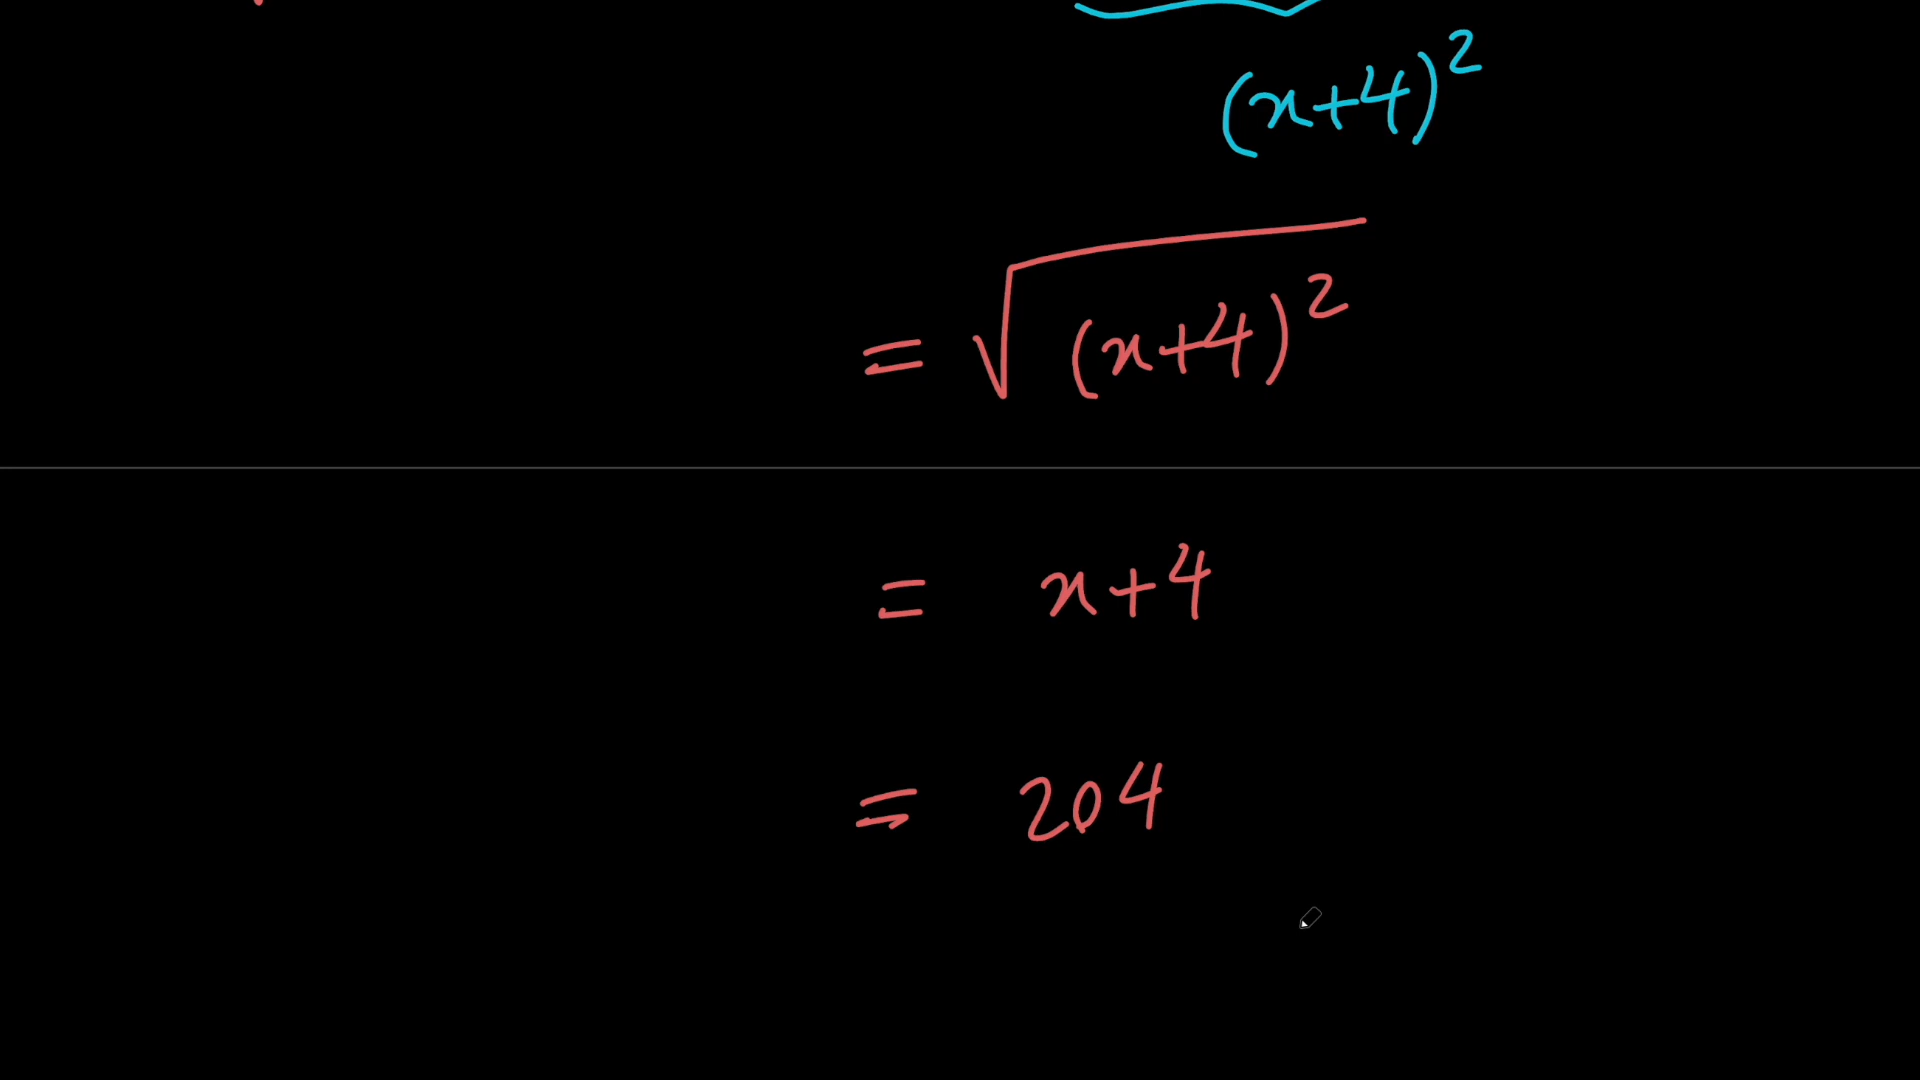 (x+4)²
= √(x+4)²
= x+4
= 204